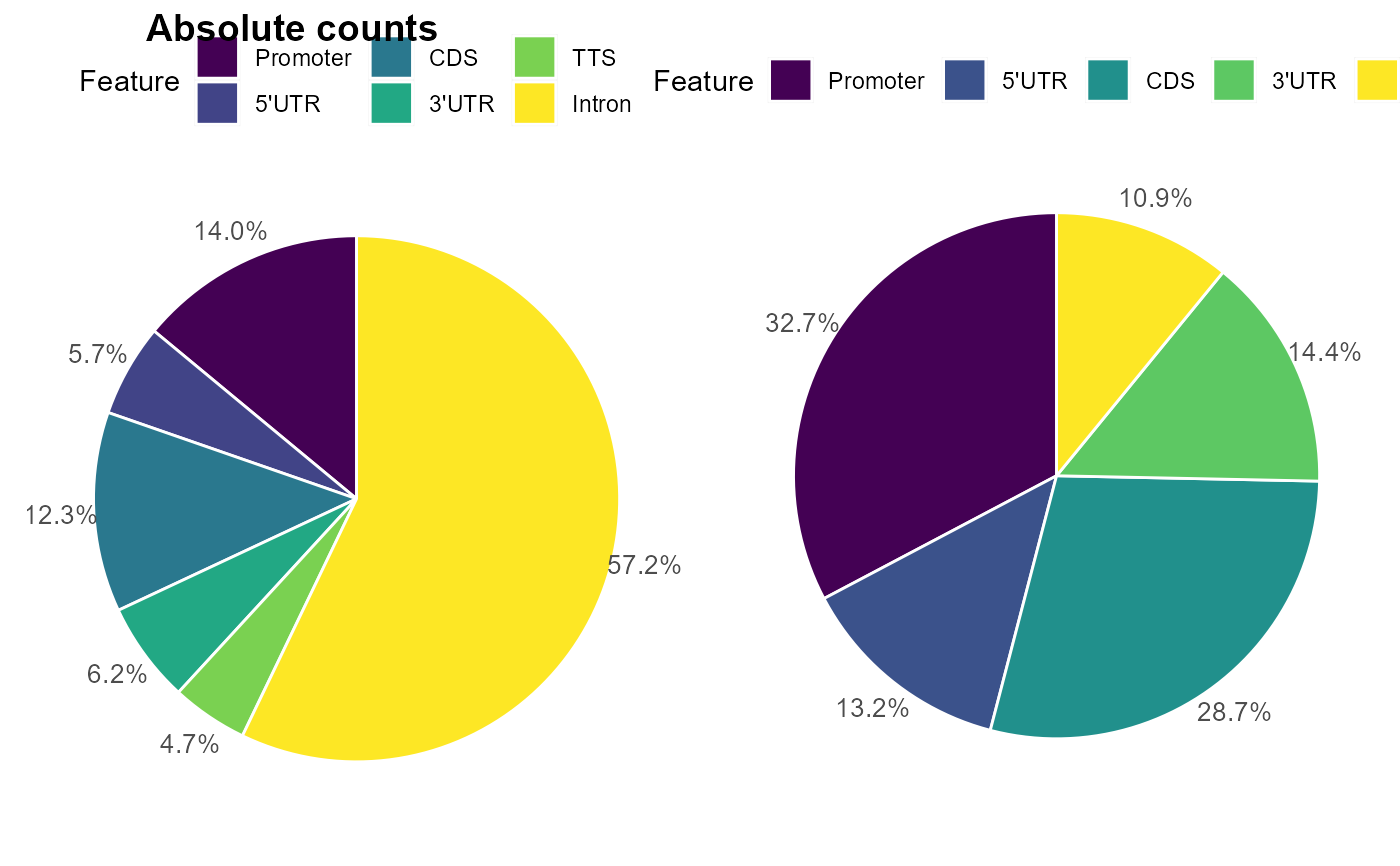 Absolute counts
Feature Promoter CDS TTS
5'UTR 3'UTR Intron
14.0%
5.7%
12.3%
6.2%
4.7%
57.2%
Feature Promoter 5'UTR CDS 3'UTR
10.9%
32.7%
14.4%
13.2%
28.7%